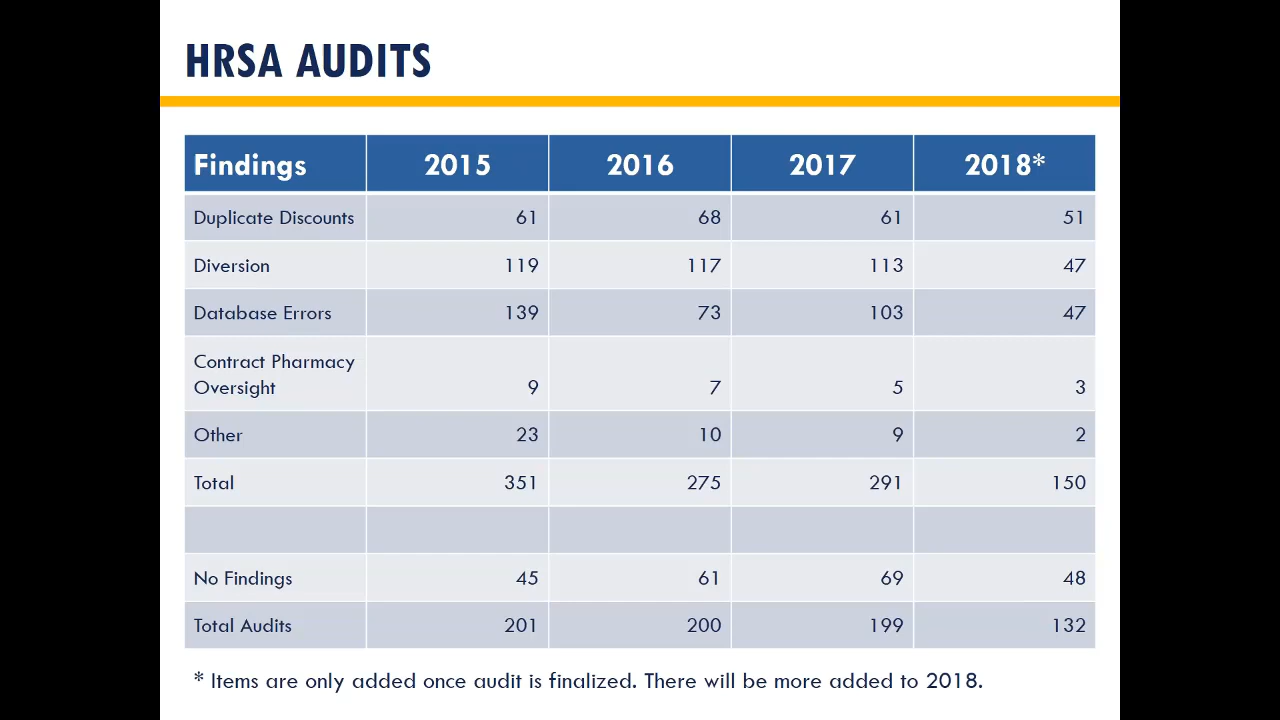 HRSA AUDITS
Findings 2015 2016 2017 2018*
Duplicate Discounts 61 68 61 51
Diversion 119 117 113 47
Database Errors 139 73 103 47
Contract Pharmacy
Oversight 9 7 5 3
Other 23 10 9 2
Total 351 275 291 150
No Findings 45 61 69 48
Total Audits 201 200 199 132
* Items are only added once audit is finalized. There will be more added to 2018.